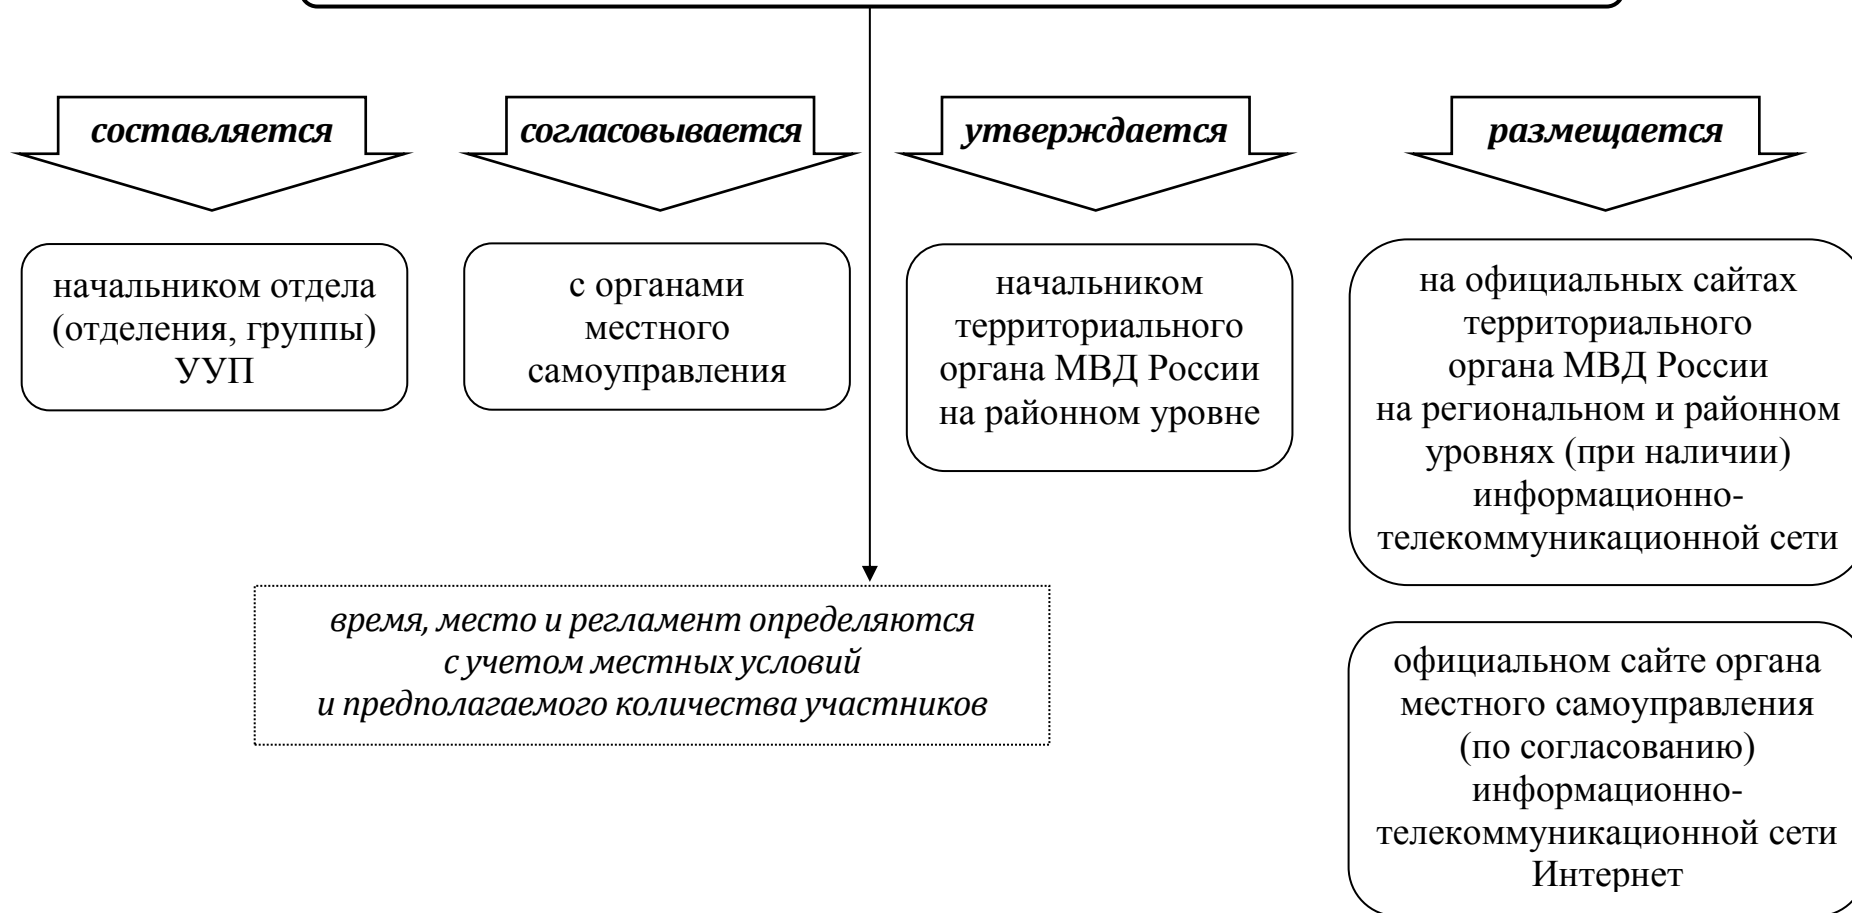 составляется
согласовывается
утверждается
размещается
начальником отдела
(отделения, группы)
УУП
с органами
местного
самоуправления
начальником
территориального
органа МВД России
на районном уровне
на официальных сайтах
территориального
органа МВД России
на региональном и районном
уровнях (при наличии)
информационно-
телекоммуникационной сети
время, место и регламент определяются
с учетом местных условий
и предполагаемого количества участников
официальном сайте органа
местного самоуправления
(по согласованию)
информационно-
телекоммуникационной сети
Интернет